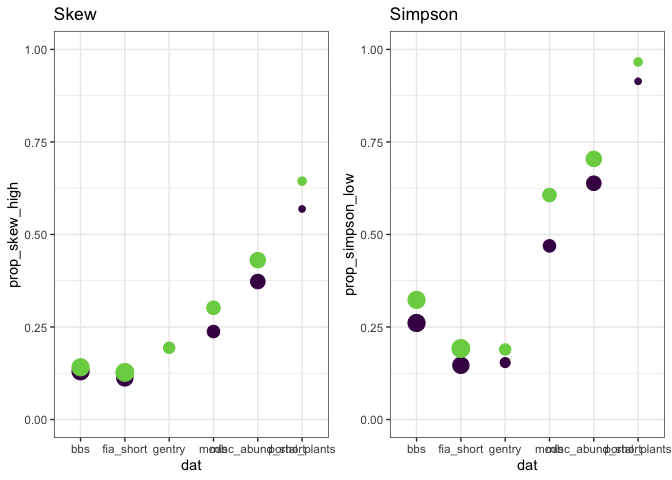 Skew
1.00
0.75
0.50
0.25
0.00
prop_skew_high
bbs
fia_short
gentry
dat
Simpson
1.00
0.75
0.50
0.25
0.00
prop_simpson_low
bbs
fia_short
gentry
dat